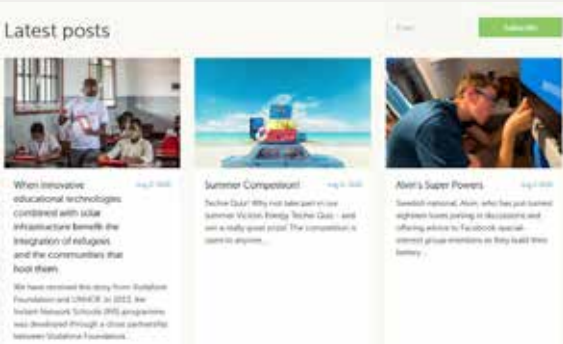 Latest posts
Subscribe
When innovative
educational technologies
combined with solar
infrastructure benefit the
integration of refugees
and the communities that
host them.
We have received this story from Vodafone
Foundation and UNHCR. In 2013, the
Instant Network Schools (INS) programme
was developed through a close partnership
between Vodafone Foundation...
Summer Competition!
Techie Quiz! Why not take part in our
summer Victron Energy Techie Quiz - and
win a really great prize! The competition is
open to anyone...
Alvin's Super Powers
Swedish national, Alvin, who has just turned
eighteen loves joining in discussions and
offering advice to Facebook special-
interest group members as they build their
battery...